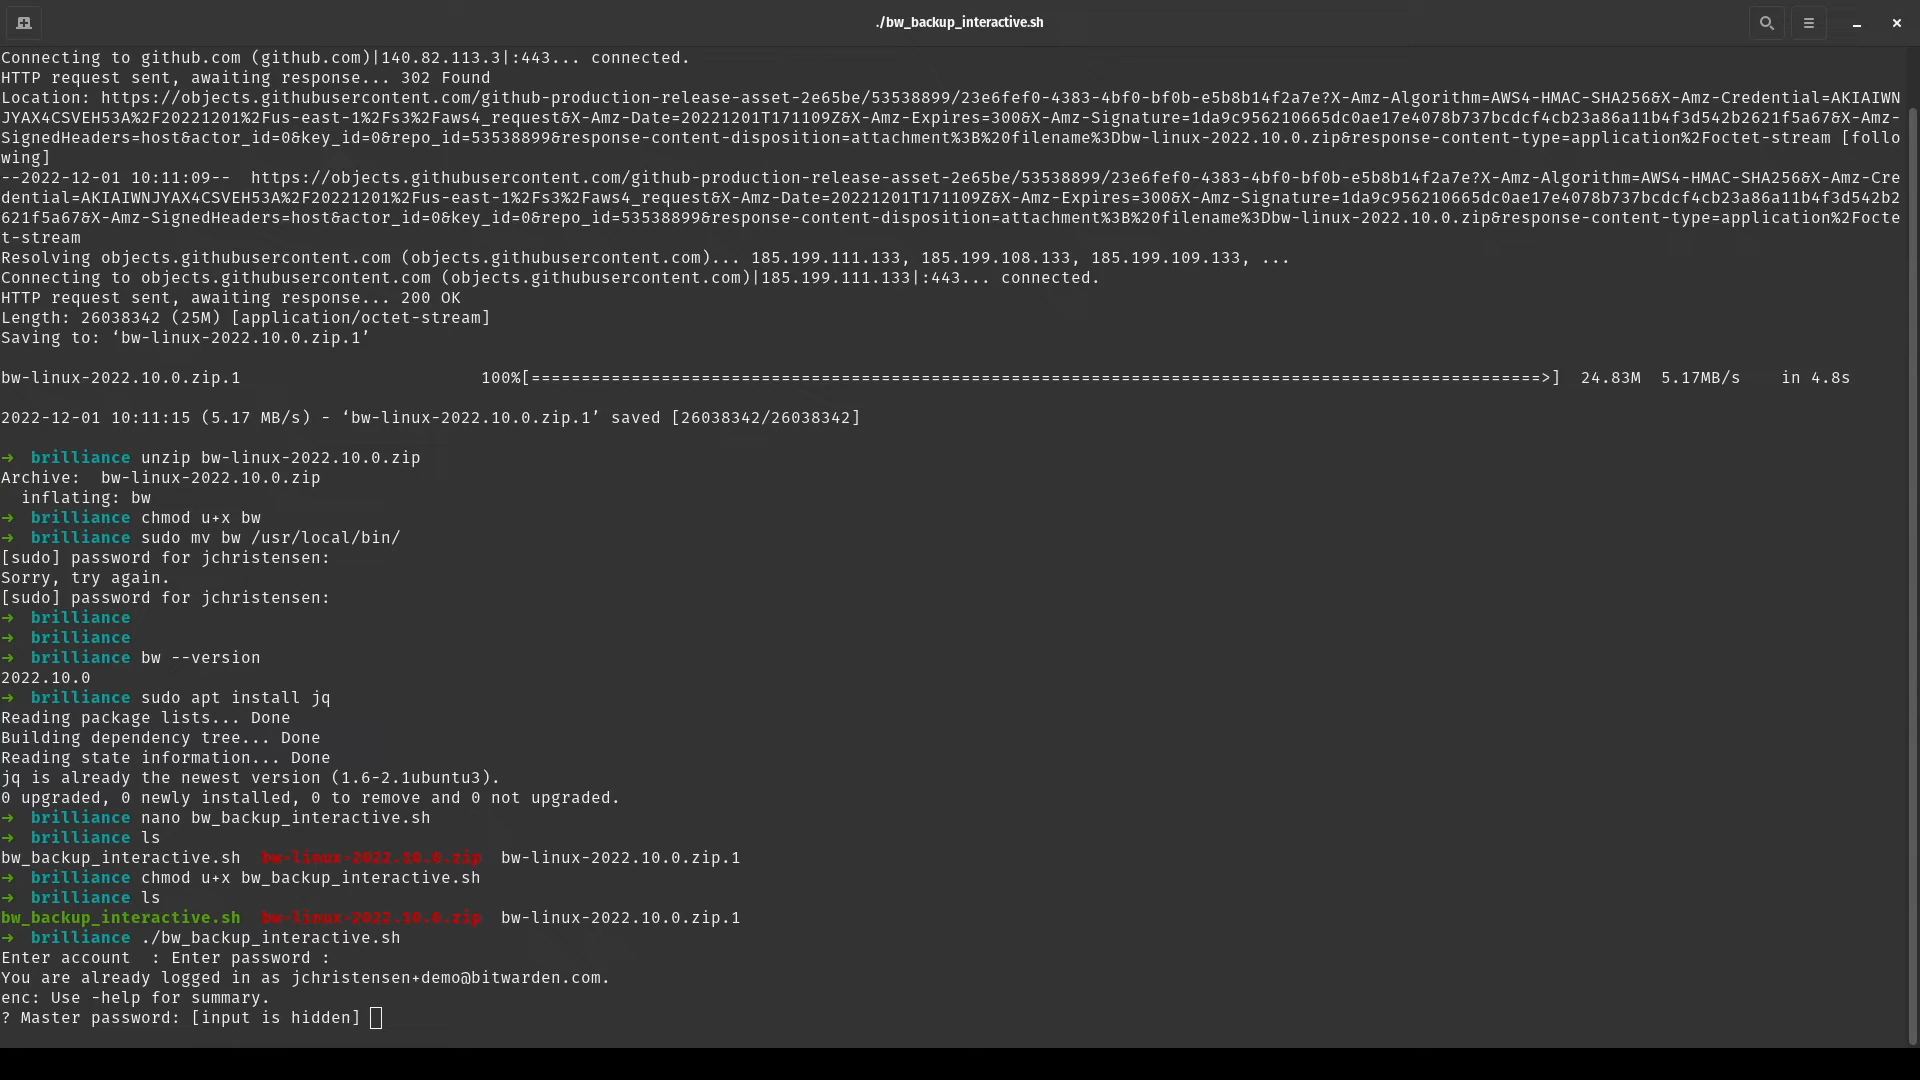 ./bw_backup_interactive.sh
Connecting to github.com (github.com)|140.82.113.3|:443... connected.
HTTP request sent, awaiting response... 302 Found
Location: https://objects.githubusercontent.com/github-production-release-asset-2e65be/53538899/23e6fef0-4383-4bf0-bf0b-e5b8b14f2a7e?X-Amz-Algorithm=AWS4-HMAC-SHA256&X-Amz-Credential=AKIAIWN
JYAX4CSVEH53A%2F20221201%2Fus-east-1%2Fs3%2Faws4_request&X-Amz-Date=20221201T171109Z&X-Amz-Expires=300&X-Amz-Signature=1da9c956210665dc0ae17e4078b737bcdcf4cb23a86a11b4f3d542b2621f5a67&X-Amz-
SignedHeaders=host&actor_id=0&key_id=0&repo_id=53538899&response-content-disposition=attachment%3B%20filename%3Dbw-linux-2022.10.0.zip&response-content-type=application%2Foctet-stream [follo
wing]
--2022-12-01 10:11:09--  https://objects.githubusercontent.com/github-production-release-asset-2e65be/53538899/23e6fef0-4383-4bf0-bf0b-e5b8b14f2a7e?X-Amz-Algorithm=AWS4-HMAC-SHA256&X-Amz-Cre
dential=AKIAIWNJYAX4CSVEH53A%2F20221201%2Fus-east-1%2Fs3%2Faws4_request&X-Amz-Date=20221201T171109Z&X-Amz-Expires=300&X-Amz-Signature=1da9c956210665dc0ae17e4078b737bcdcf4cb23a86a11b4f3d542b2
621f5a67&X-Amz-SignedHeaders=host&actor_id=0&key_id=0&repo_id=53538899&response-content-disposition=attachment%3B%20filename%3Dbw-linux-2022.10.0.zip&response-content-type=application%2Focte
t-stream
Resolving objects.githubusercontent.com (objects.githubusercontent.com)... 185.199.111.133, 185.199.108.133, 185.199.109.133, ...
Connecting to objects.githubusercontent.com (objects.githubusercontent.com)|185.199.111.133|:443... connected.
HTTP request sent, awaiting response... 200 OK
Length: 26038342 (25M) [application/octet-stream]
Saving to: ‘bw-linux-2022.10.0.zip.1’
bw-linux-2022.10.0.zip.1 100%[=====================================================================================================>] 24.83M 5.17MB/s in 4.8s
2022-12-01 10:11:15 (5.17 MB/s) - ‘bw-linux-2022.10.0.zip.1’ saved [26038342/26038342]
→ brilliance unzip bw-linux-2022.10.0.zip
Archive:  bw-linux-2022.10.0.zip
inflating: bw
→ brilliance chmod u+x bw
→ brilliance sudo mv bw /usr/local/bin/
[sudo] password for jchristensen:
Sorry, try again.
[sudo] password for jchristensen:
→ brilliance
→ brilliance
→ brilliance bw --version
2022.10.0
→ brilliance sudo apt install jq
Reading package lists... Done
Building dependency tree... Done
Reading state information... Done
jq is already the newest version (1.6-2.1ubuntu3).
0 upgraded, 0 newly installed, 0 to remove and 0 not upgraded.
→ brilliance nano bw_backup_interactive.sh
→ brilliance ls
bw_backup_interactive.sh bw-linux-2022.10.0.zip bw-linux-2022.10.0.zip.1
→ brilliance chmod u+x bw_backup_interactive.sh
→ brilliance ls
bw_backup_interactive.sh bw-linux-2022.10.0.zip bw-linux-2022.10.0.zip.1
→ brilliance ./bw_backup_interactive.sh
Enter account  : Enter password :
You are already logged in as jchristensen+demo@bitwarden.com.
enc: Use -help for summary.
? Master password: [input is hidden]